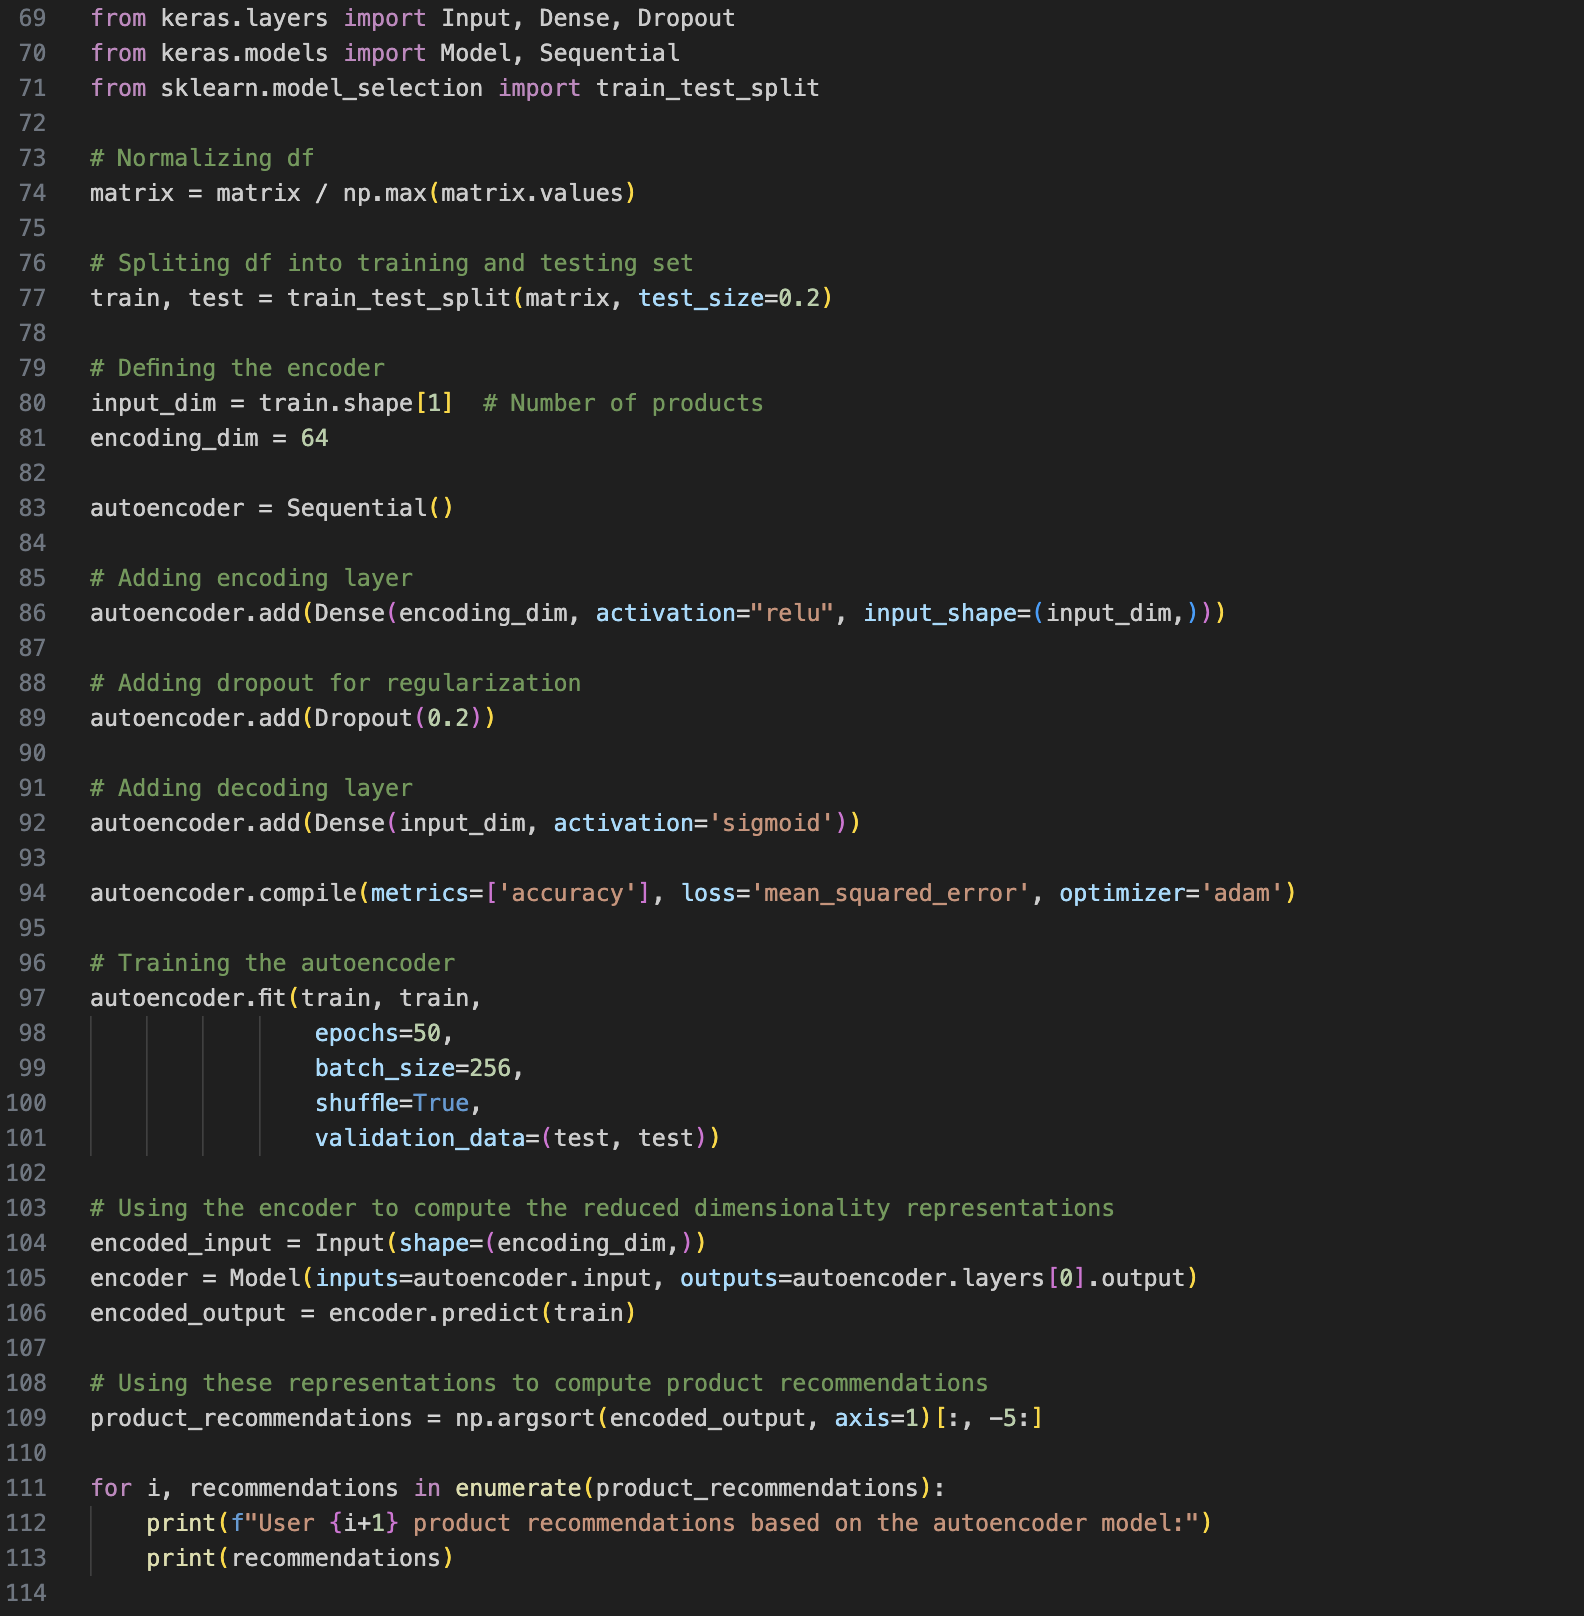 69 from keras.layers import Input, Dense, Dropout
70 from keras.models import Model, Sequential
71 from sklearn.model_selection import train_test_split
72
73 # Normalizing df
74 matrix = matrix / np.max(matrix.values)
75
76 # Spliting df into training and testing set
77 train, test = train_test_split(matrix, test_size=0.2)
78
79 # Defining the encoder
80 input_dim = train.shape[1]  # Number of products
81 encoding_dim = 64
82
83 autoencoder = Sequential()
84
85 # Adding encoding layer
86 autoencoder.add(Dense(encoding_dim, activation="relu", input_shape=(input_dim,)))
87
88 # Adding dropout for regularization
89 autoencoder.add(Dropout(0.2))
90
91 # Adding decoding layer
92 autoencoder.add(Dense(input_dim, activation='sigmoid'))
93
94 autoencoder.compile(metrics=['accuracy'], loss='mean_squared_error', optimizer='adam')
95
96 # Training the autoencoder
97 autoencoder.fit(train, train,
98                 epochs=50,
99                 batch_size=256,
100                 shuffle=True,
101                 validation_data=(test, test))
102
103 # Using the encoder to compute the reduced dimensionality representations
104 encoded_input = Input(shape=(encoding_dim,))
105 encoder = Model(inputs=autoencoder.input, outputs=autoencoder.layers[0].output)
106 encoded_output = encoder.predict(train)
107
108 # Using these representations to compute product recommendations
109 product_recommendations = np.argsort(encoded_output, axis=1)[:, -5:]
110
111 for i, recommendations in enumerate(product_recommendations):
112     print(f"User {i+1} product recommendations based on the autoencoder model:")
113     print(recommendations)
114